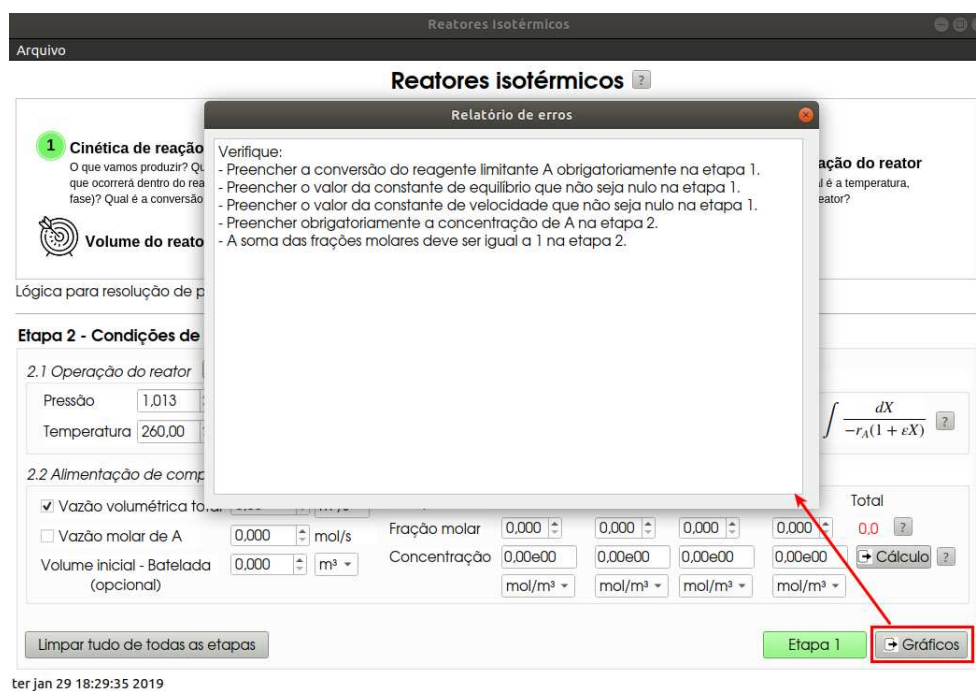 Reatores Isotérmicos
Arquivo
Reatores isotérmicos ?
1 Cinética de reação
O que vamos produzir?
que ocorrerá dentro do
fase)? Qual é a conversão
Volume do
do reator
é a temperatura,
Lógica para resolução de
Relatório de erros
Verifique:
- Preencher a conversão do reagente limitante A obrigatoriamente na etapa 1.
- Preencher o valor da constante de equilíbrio que não seja nulo na etapa 1.
- Preencher o valor da constante de velocidade que não seja nulo na etapa 1.
- Preencher obrigatoriamente a concentração de A na etapa 2.
- A soma das frações molares deve ser igual a 1 na etapa 2.
Etapa 2 - Condições de
2.1 Operação do reator
Pressão 1,013
Temperatura 260,00
∫ dX / -r_A(1 + εX) ?
2.2 Alimentação de
Vazão volumétrica
Total
Vazão molar de A 0,000 mol/s
Fração molar 0,000 0,000 0,000 0,000 0,0 ?
Volume inicial - Batelada 0,000 m³
(opcional)
Concentração 0,00e00 0,00e00 0,00e00 0,00e00 Cálculo ?
mol/m³ mol/m³ mol/m³ mol/m³
Limpar tudo de todas as etapas Etapa 1 Gráficos
ter jan 29 18:29:35 2019